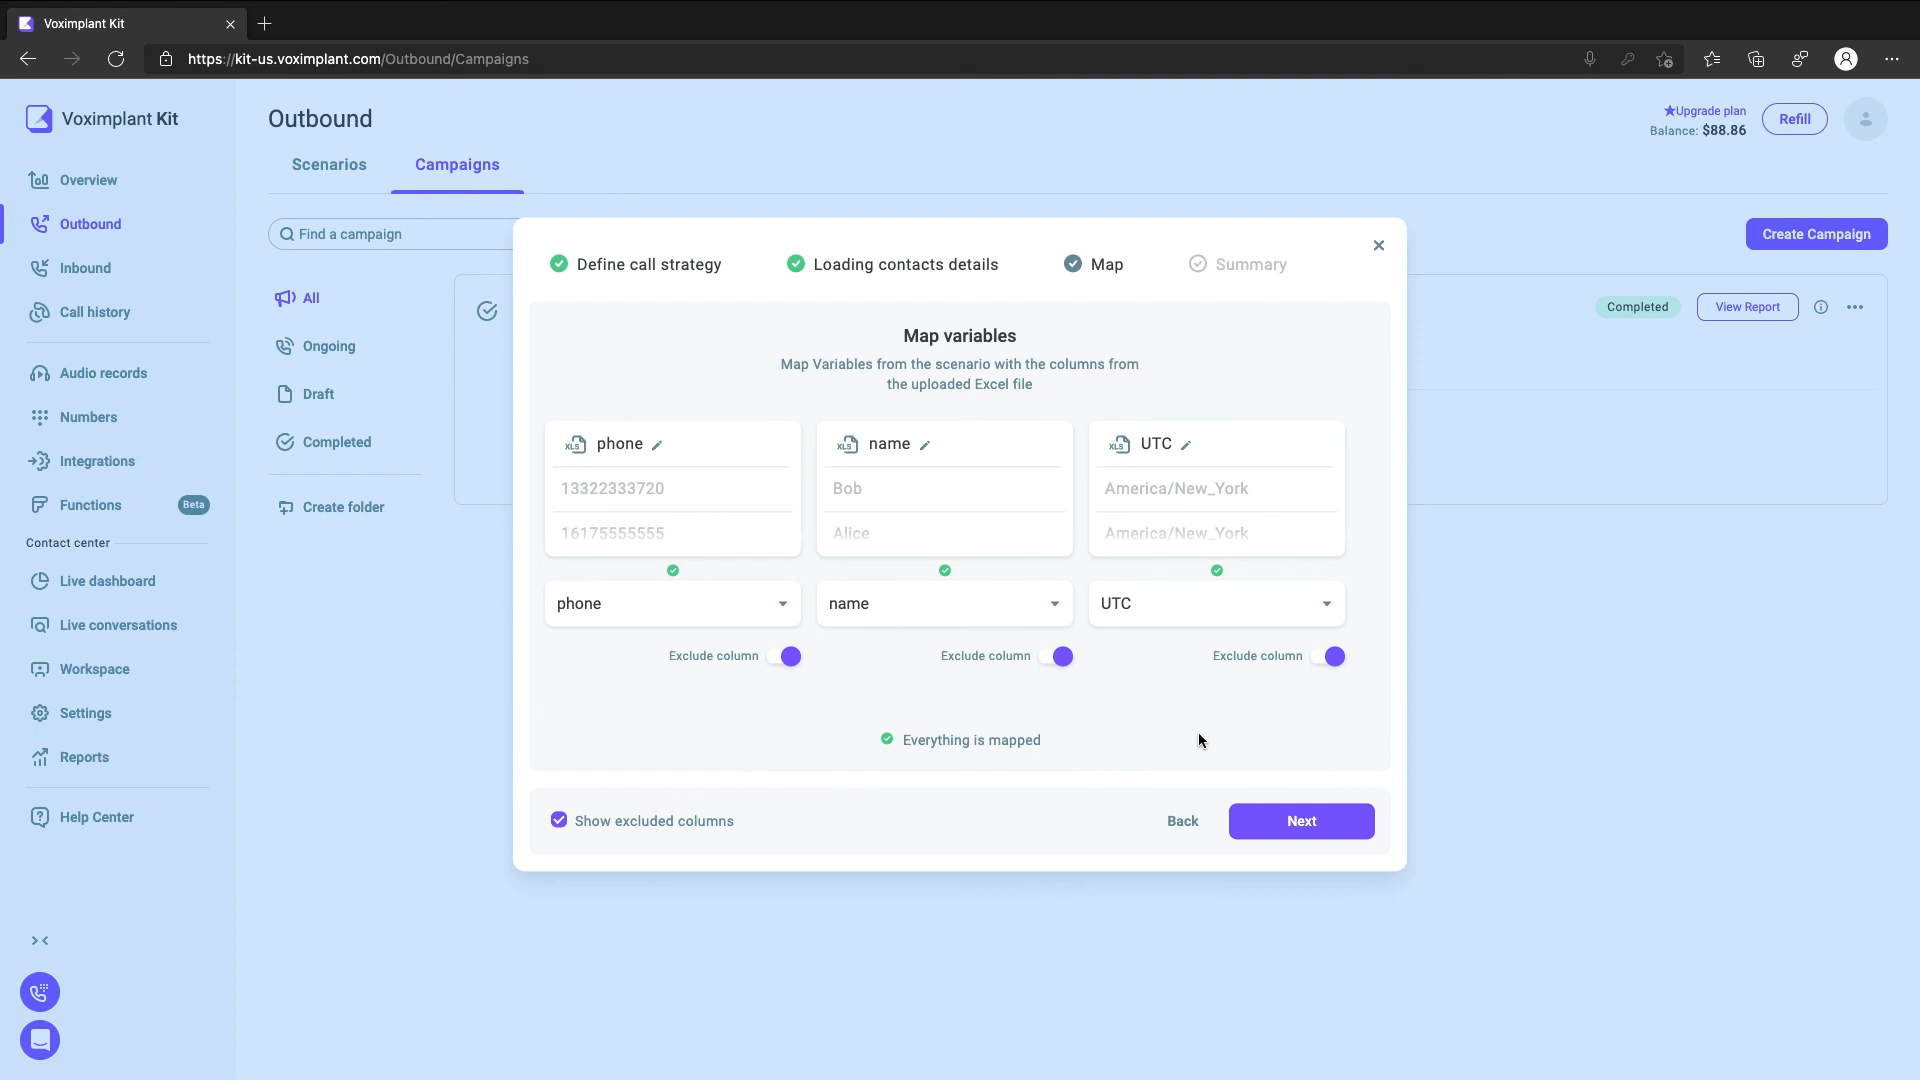 Voximplant Kit
https://kit-us.voximplant.com/Outbound/Campaigns
Voximplant Kit
Outbound
Upgrade plan
Balance: $88.86
Refill
Scenarios
Campaigns
Overview
Outbound
Inbound
Call history
Audio records
Numbers
Integrations
Functions
Beta
Contact center
Live dashboard
Live conversations
Workspace
Settings
Reports
Help Center
Find a campaign
Create Campaign
All
Ongoing
Draft
Completed
Create folder
Completed
View Report
Define call strategy
Loading contacts details
Map
Summary
Map variables
Map Variables from the scenario with the columns from
the uploaded Excel file
XLS phone
13322333720
16175555555
XLS name
Bob
Alice
XLS UTC
America/New_York
America/New_York
phone
name
UTC
Exclude column
Exclude column
Exclude column
Everything is mapped
Show excluded columns
Back
Next